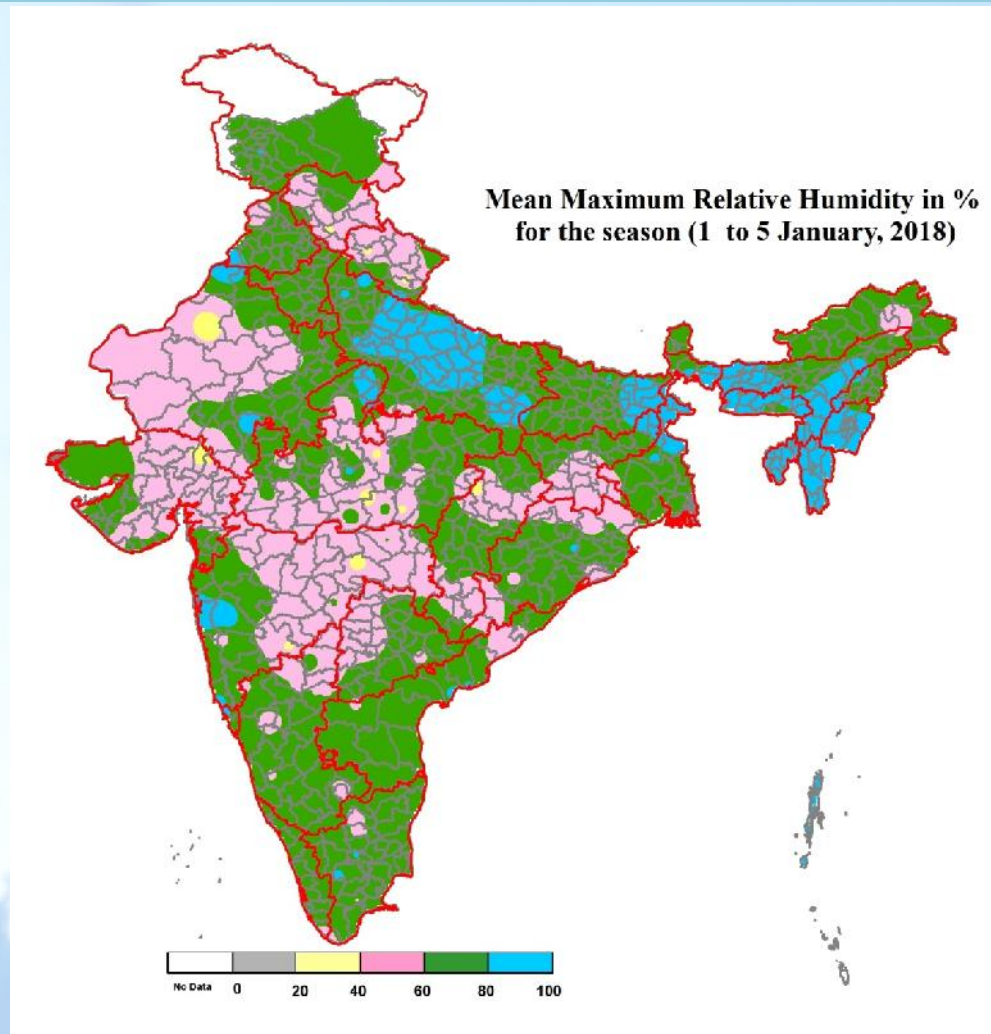 Mean Maximum Relative Humidity in %
for the season (1 to 5 January, 2018)
No Data 0 20 40 60 80 100